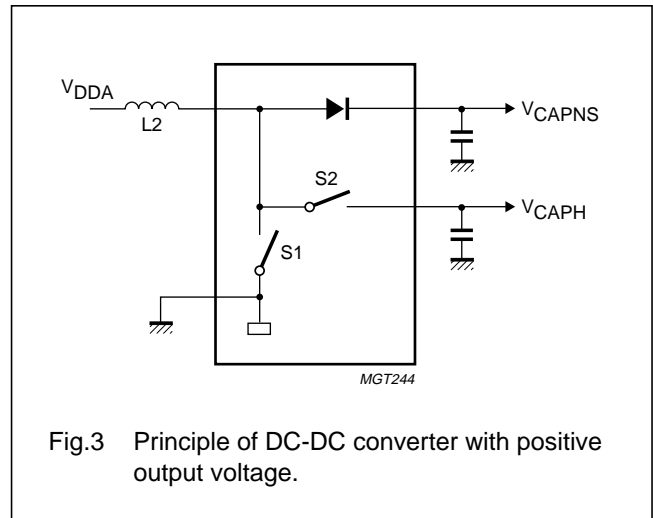 VDDA
L2
VCAPNS
S2
VCAPH
S1
MGT244
Fig.3 Principle of DC-DC converter with positive
output voltage.